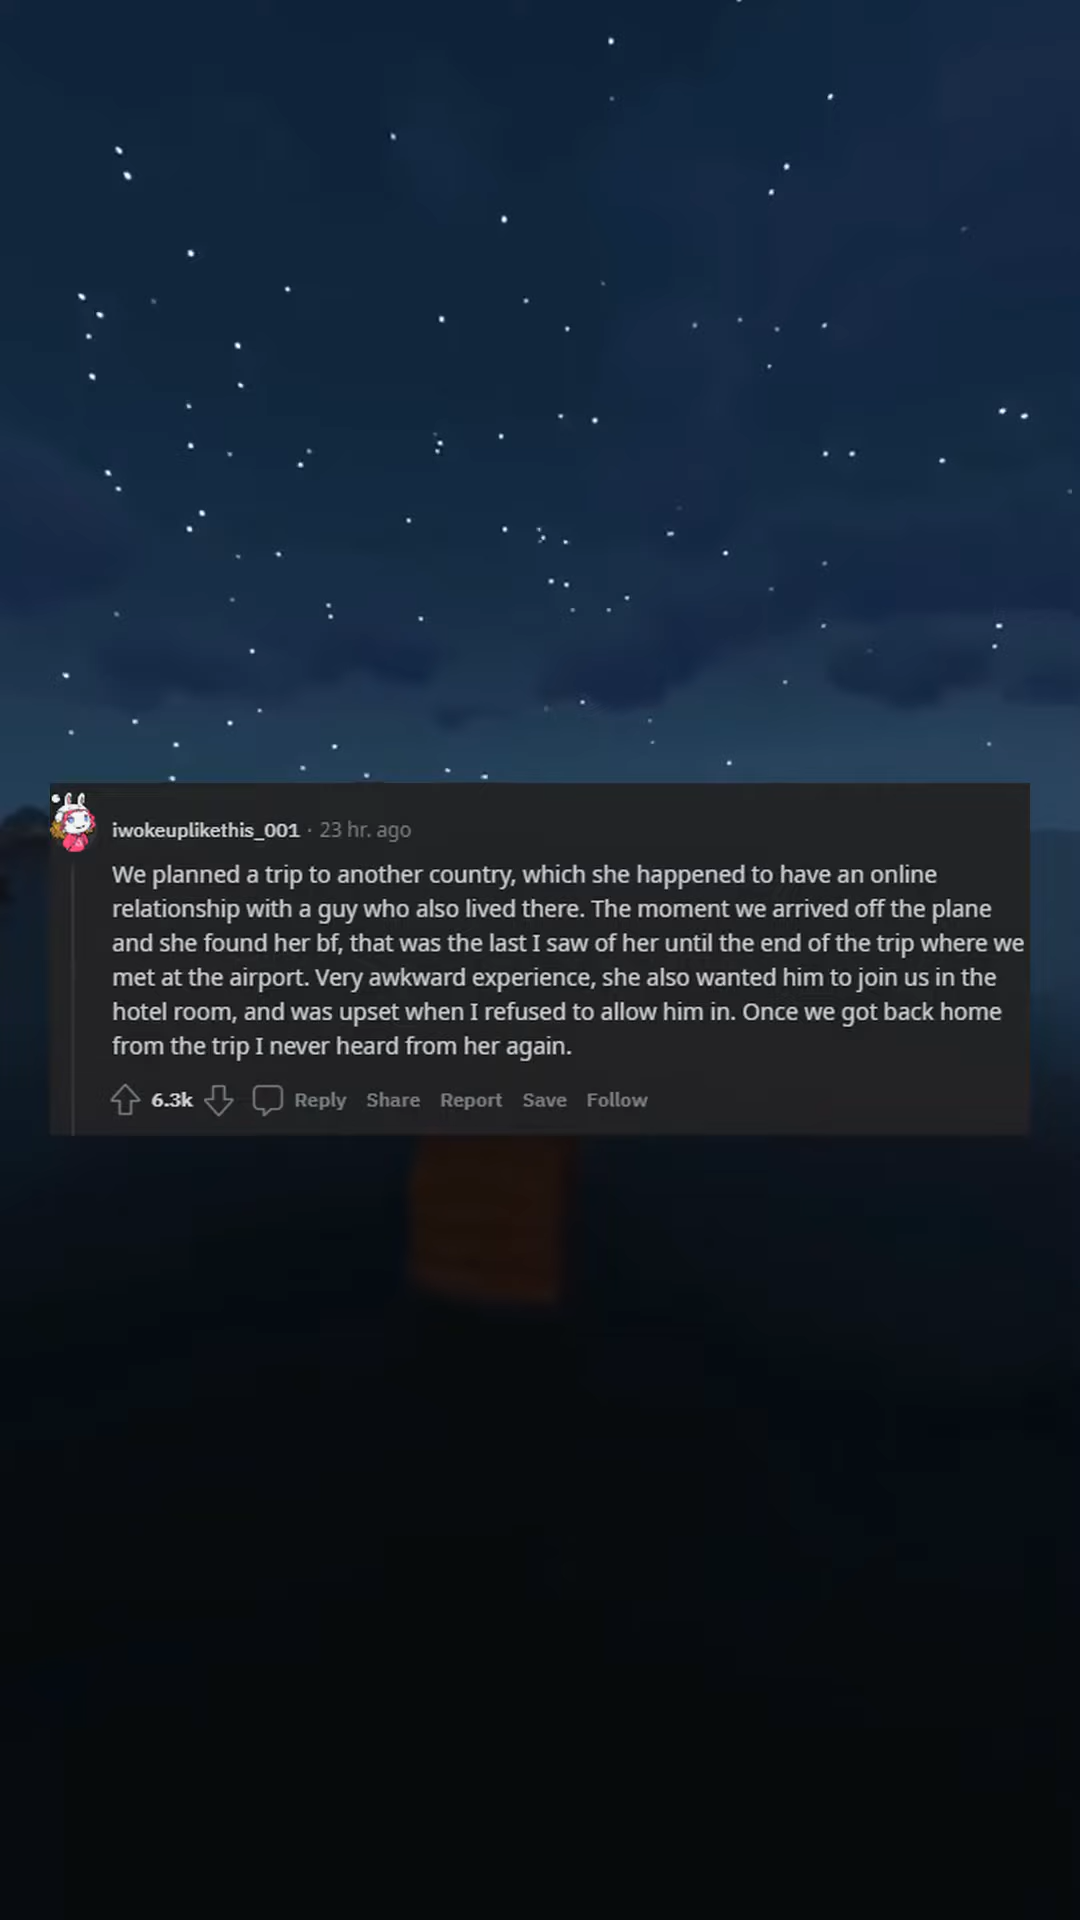 iwokeuplikethis_001 · 23 hr. ago
We planned a trip to another country, which she happened to have an online
relationship with a guy who also lived there. The moment we arrived off the plane
and she found her bf, that was the last I saw of her until the end of the trip where we
met at the airport. Very awkward experience, she also wanted him to join us in the
hotel room, and was upset when I refused to allow him in. Once we got back home
from the trip I never heard from her again.
6.3k Reply Share Report Save Follow